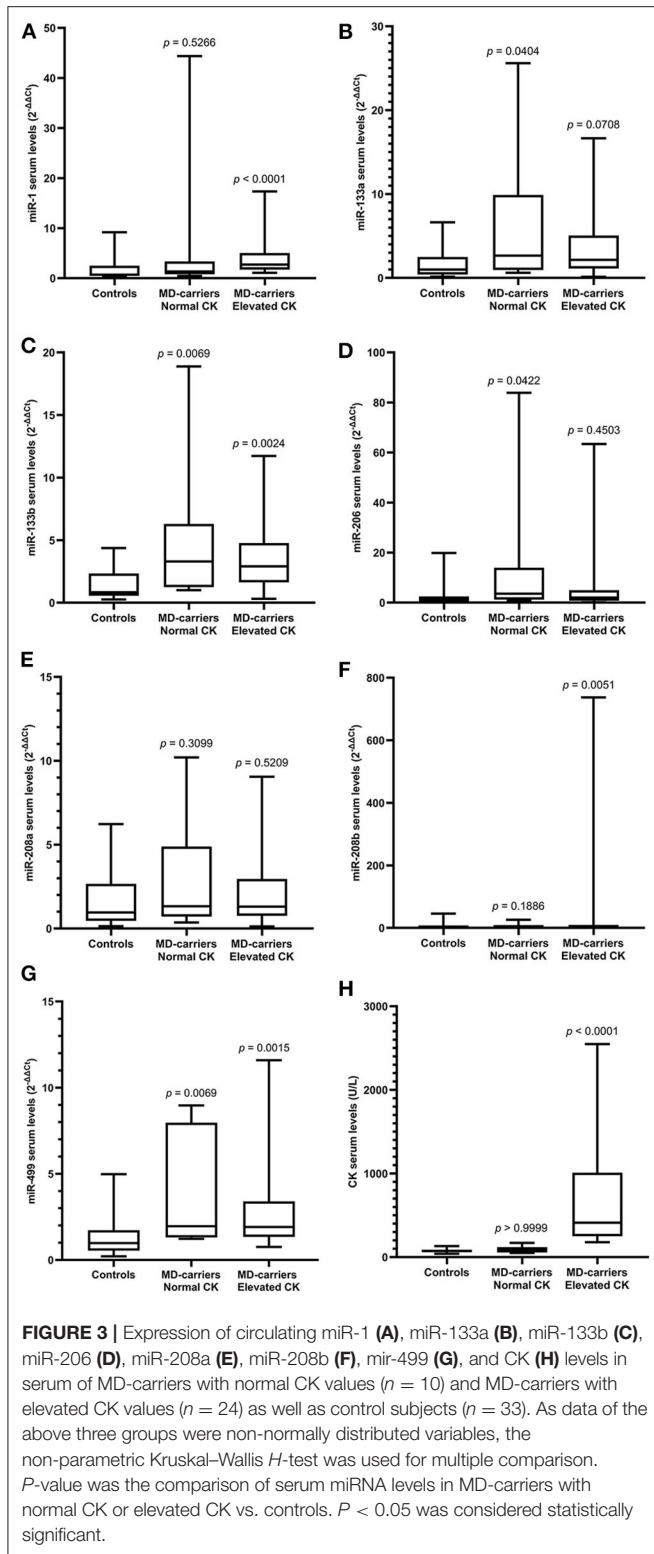 A
miR-1 serum levels (2-ΔΔCt)
50
40
30
20
10
0
p = 0.5266
p < 0.0001
Controls
MD-carriers
Normal CK
MD-carriers
Elevated CK
B
miR-133a serum levels (2-ΔΔCt)
30
20
10
0
p = 0.0404
p = 0.0708
Controls
MD-carriers
Normal CK
MD-carriers
Elevated CK
C
miR-133b serum levels (2-ΔΔCt)
20
15
10
5
0
p = 0.0069
p = 0.0024
Controls
MD-carriers
Normal CK
MD-carriers
Elevated CK
D
miR-206 serum levels (2-ΔΔCt)
100
80
60
40
20
0
p = 0.0422
p = 0.4503
Controls
MD-carriers
Normal CK
MD-carriers
Elevated CK
E
miR-208a serum levels (2-ΔΔCt)
15
10
5
0
p = 0.3099
p = 0.5209
Controls
MD-carriers
Normal CK
MD-carriers
Elevated CK
F
miR-208b serum levels (2-ΔΔCt)
800
600
400
200
0
p = 0.1886
p = 0.0051
Controls
MD-carriers
Normal CK
MD-carriers
Elevated CK
G
miR-499 serum levels (2-ΔΔCt)
15
10
5
0
p = 0.0069
p = 0.0015
Controls
MD-carriers
Normal CK
MD-carriers
Elevated CK
H
CK serum levels (U/L)
3000
2000
1000
0
p > 0.9999
p < 0.0001
Controls
MD-carriers
Normal CK
MD-carriers
Elevated CK
FIGURE 3 | Expression of circulating miR-1 (A), miR-133a (B), miR-133b (C),
miR-206 (D), miR-208a (E), miR-208b (F), mir-499 (G), and CK (H) levels in
serum of MD-carriers with normal CK values (n = 10) and MD-carriers with
elevated CK values (n = 24) as well as control subjects (n = 33). As data of the
above three groups were non-normally distributed variables, the
non-parametric Kruskal–Wallis H-test was used for multiple comparison.
P-value was the comparison of serum miRNA levels in MD-carriers with
normal CK or elevated CK vs. controls. P < 0.05 was considered statistically
significant.